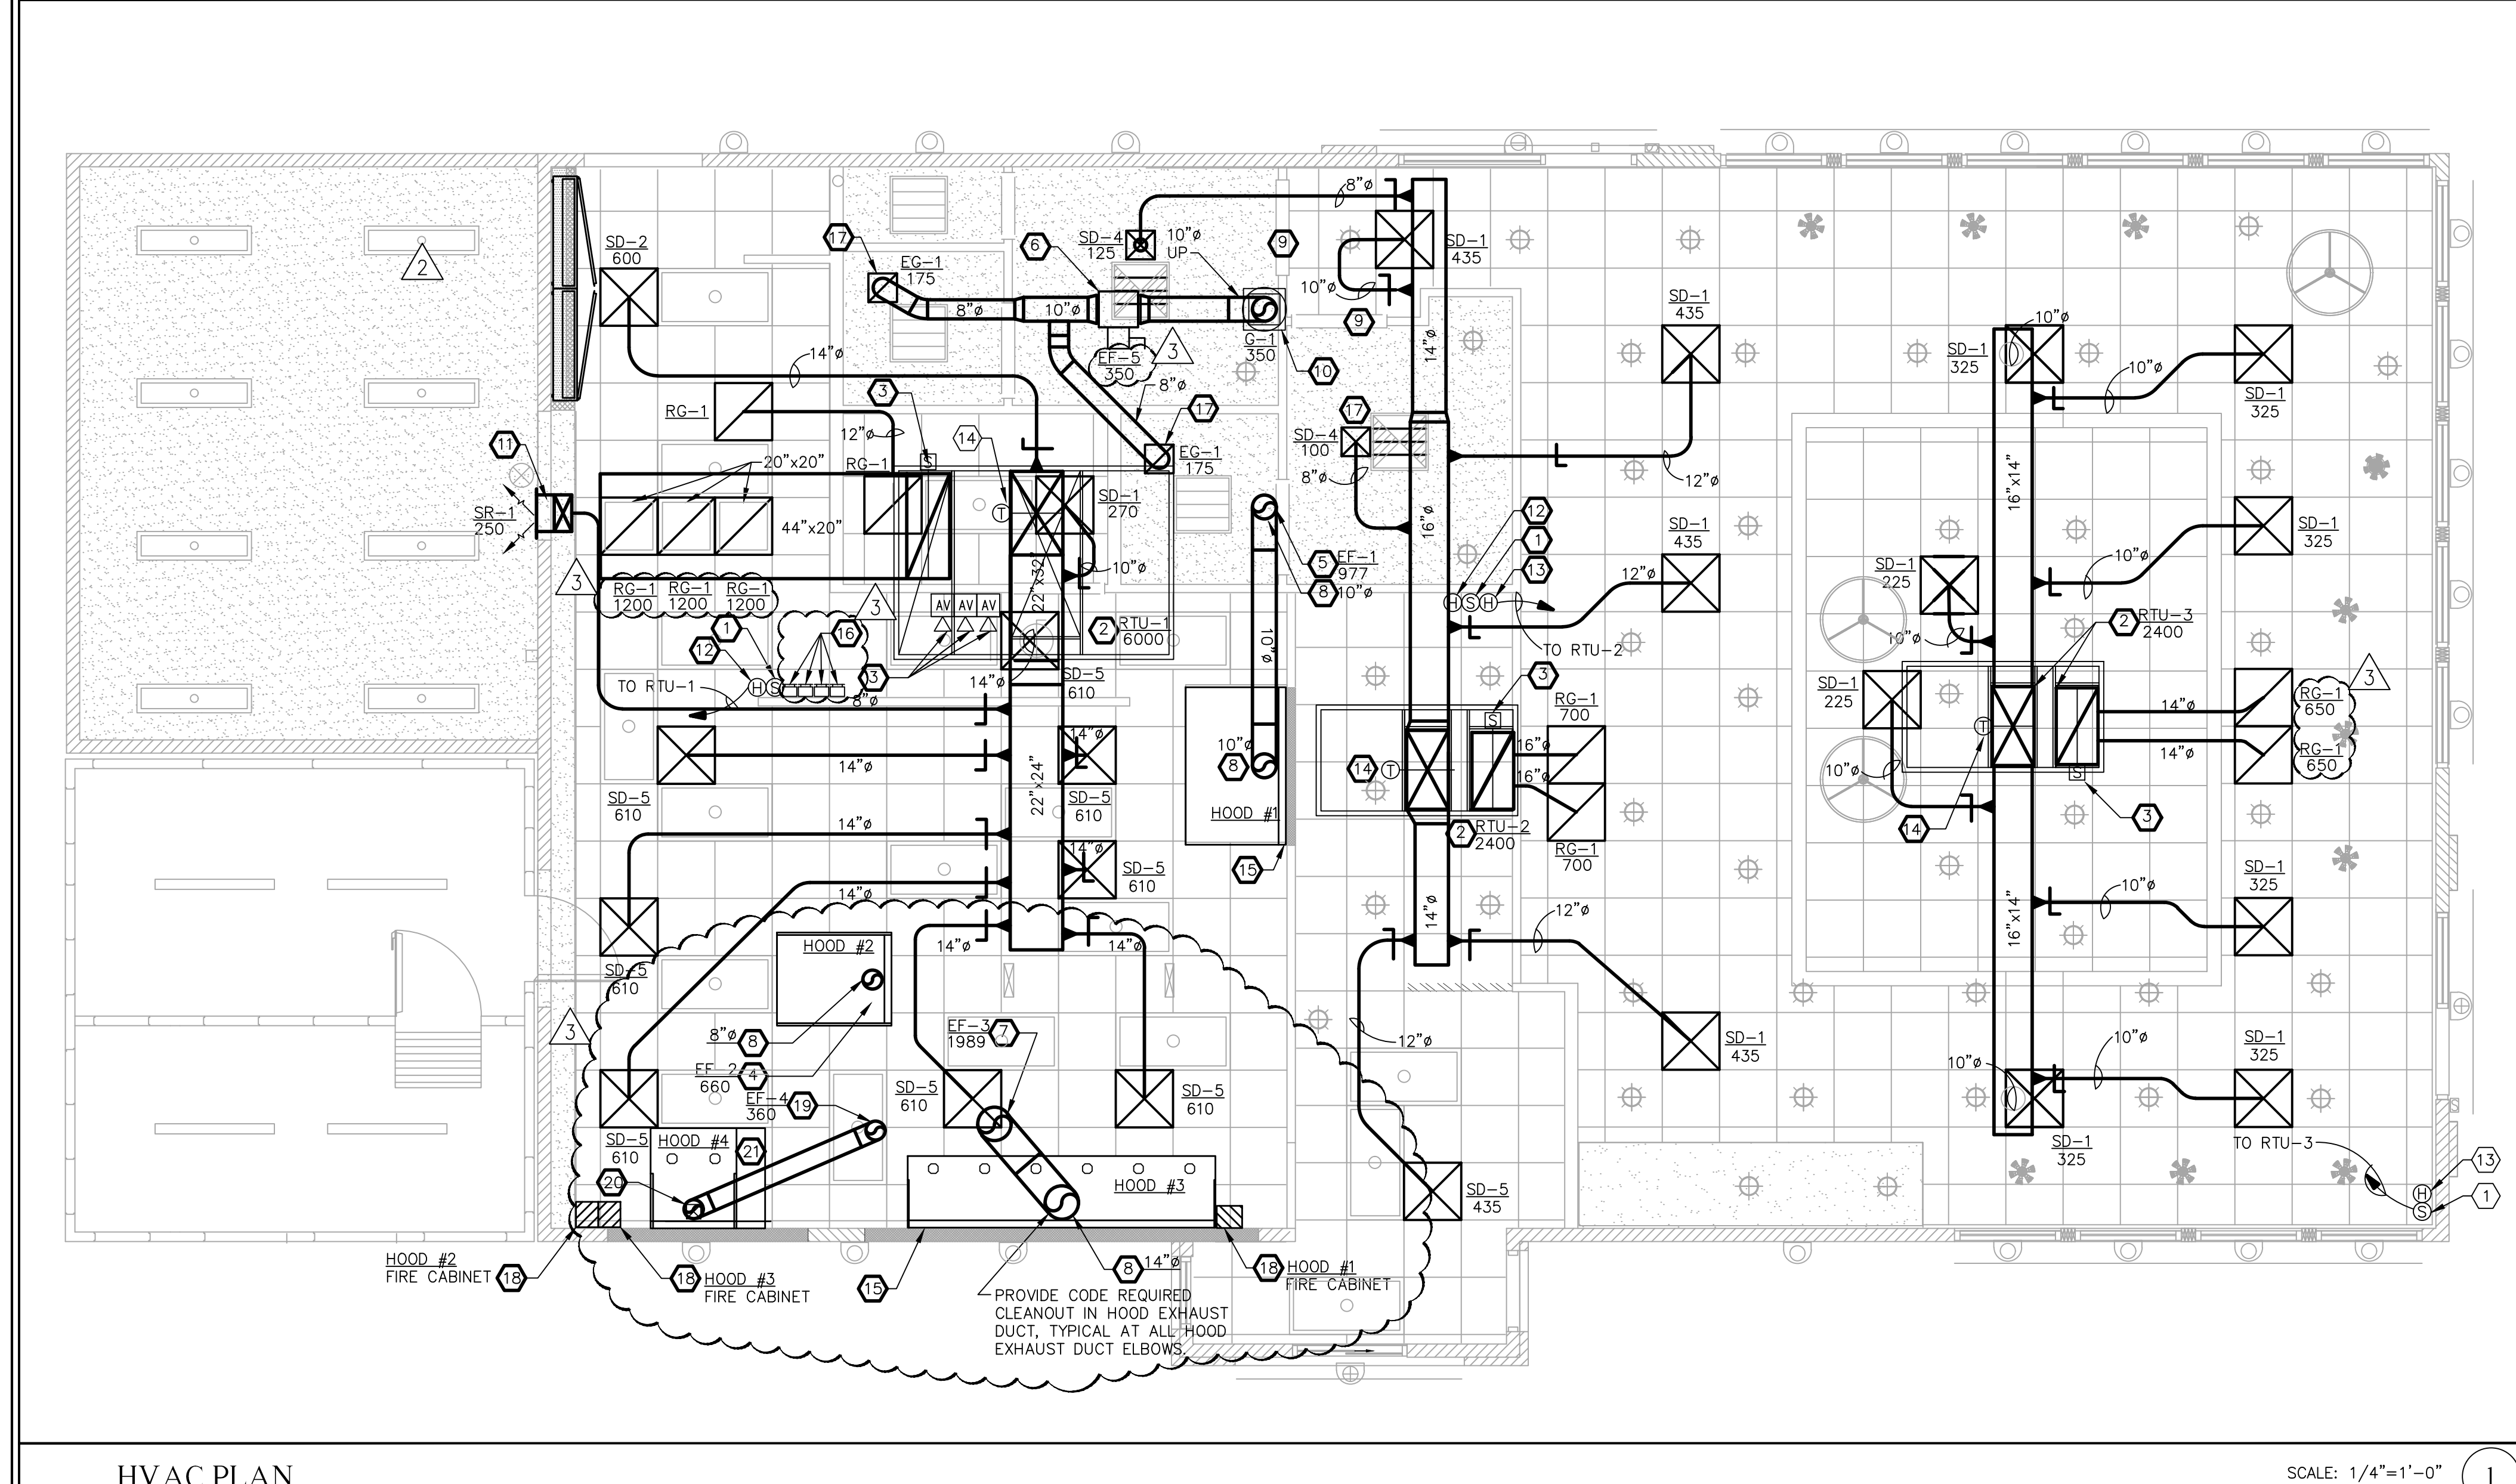 SD-2
600
2
17
EG-1
175
6
SD-4
125
10"ø
UP
9
8"ø
SD-1
435
10"ø
9
8"ø
10"ø
EF-5
350
3
G-1
350
10
14"ø
14"ø
RG-1
3
12"ø
14
8"ø
17
EG-1
175
17
SD-4
100
8"ø
16"ø
SD-1
435
12"ø
SD-1
325
10"ø
10"ø
SD-1
325
11
SR-1
250
20"x20"
44"x20"
RG-1
S
T
SD-1
270
10"ø
22"x32"
5
EF-1
977
8
10"ø
12
1
13
H
S
H
TO RTU-2
SD-1
435
12"ø
16"x14"
SD-1
325
10"ø
SD-1
225
10"ø
3
RG-1
1200
RG-1
1200
RG-1
1200
3
AV
AV
AV
1
16
12
H
S
TO RTU-1
8"ø
3
2
RTU-1
6000
SD-5
610
14"ø
10"ø
3
2
RTU-3
2400
SD-1
225
10"ø
T
14
S
3
14"ø
14"ø
RG-1
650
RG-1
650
3
14"ø
SD-5
610
14"ø
SD-5
610
22"x24"
10"ø
8
HOOD #1
15
14
T
S
16"ø
16"ø
RG-1
700
RG-1
700
2
RTU-2
2400
14"ø
14"ø
14"ø
SD-5
610
14"ø
14"ø
14"ø
12"ø
SD-1
435
12"ø
16"x14"
10"ø
SD-1
325
SD-5
610
3
HOOD #2
8"ø
8
EF-2
660
4
EF-3
1989
7
EF-4
360
19
SD-5
610
SD-5
610
SD-5
610
HOOD #4
21
20
HOOD #3
SD-5
435
10"ø
10"ø
SD-1
325
SD-1
325
TO RTU-3
H
S
13
1
S
HOOD #2
FIRE CABINET
18
18
HOOD #3
FIRE CABINET
15
8
14"ø
18
HOOD #1
FIRE CABINET
PROVIDE CODE REQUIRED
CLEANOUT IN HOOD EXHAUST
DUCT, TYPICAL AT ALL HOOD
EXHAUST DUCT ELBOWS.
HVAC PLAN
SCALE: 1/4"=1'-0"
1